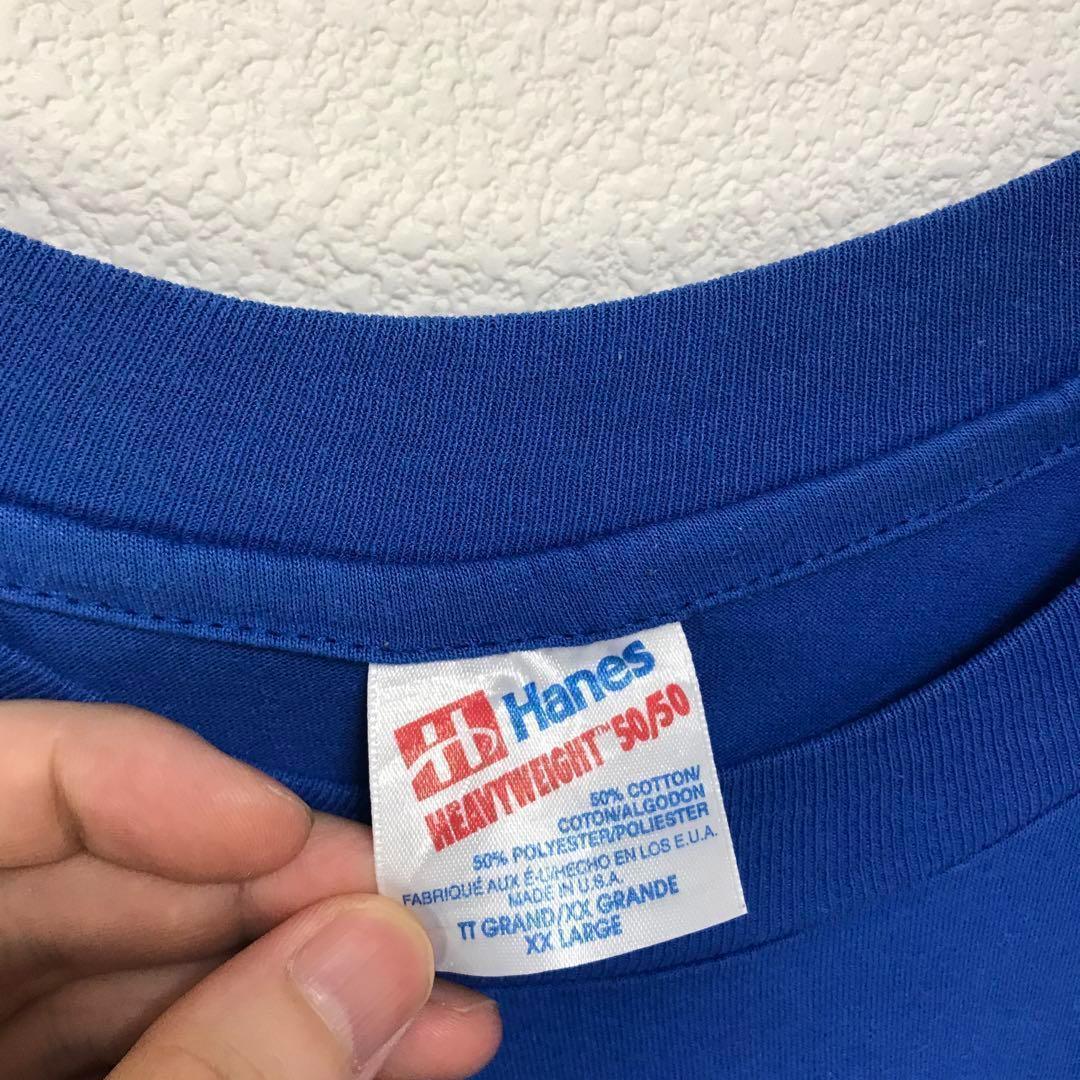 Hanes
HEAVYWEIGHT™ 50/50
50% COTTON/
COTON/ALGODON
50% POLYESTER/POLIESTER
FABRIQUÉ AUX É-U/HECHO EN LOS E.U.A.
MADE IN U.S.A.
TT GRAND/XX GRANDE
XX LARGE